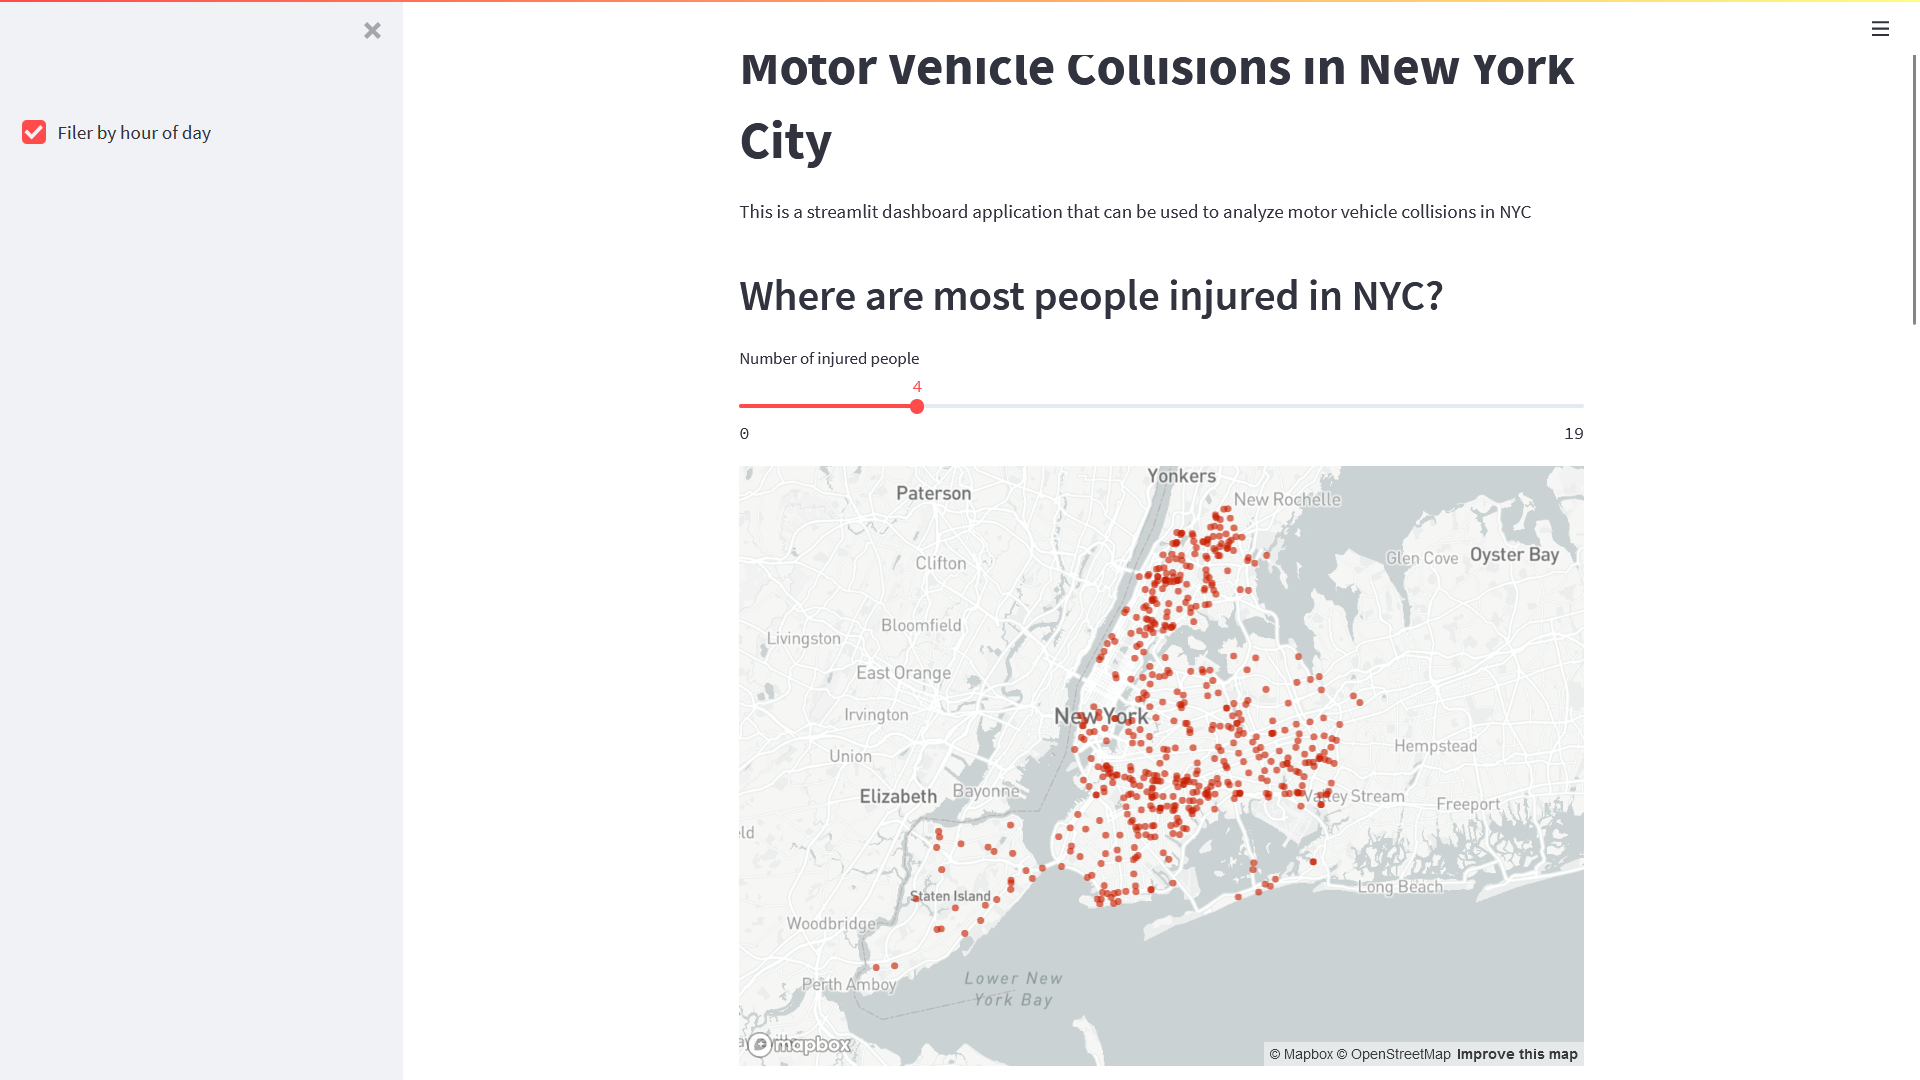 Motor Vehicle Collisions in New York
City
Filer by hour of day
This is a streamlit dashboard application that can be used to analyze motor vehicle collisions in NYC
Where are most people injured in NYC?
Number of injured people
4
0
19
Yonkers
Paterson
New Rochelle
Glen Cove
Oyster Bay
Clifton
Bloomfield
Livingston
East Orange
Irvington
New York
Hempstead
Union
Elizabeth
Bayonne
Valley Stream
Freeport
Long Beach
Staten Island
Woodbridge
Perth Amboy
Lower New
York Bay
mapbox
© Mapbox © OpenStreetMap Improve this map